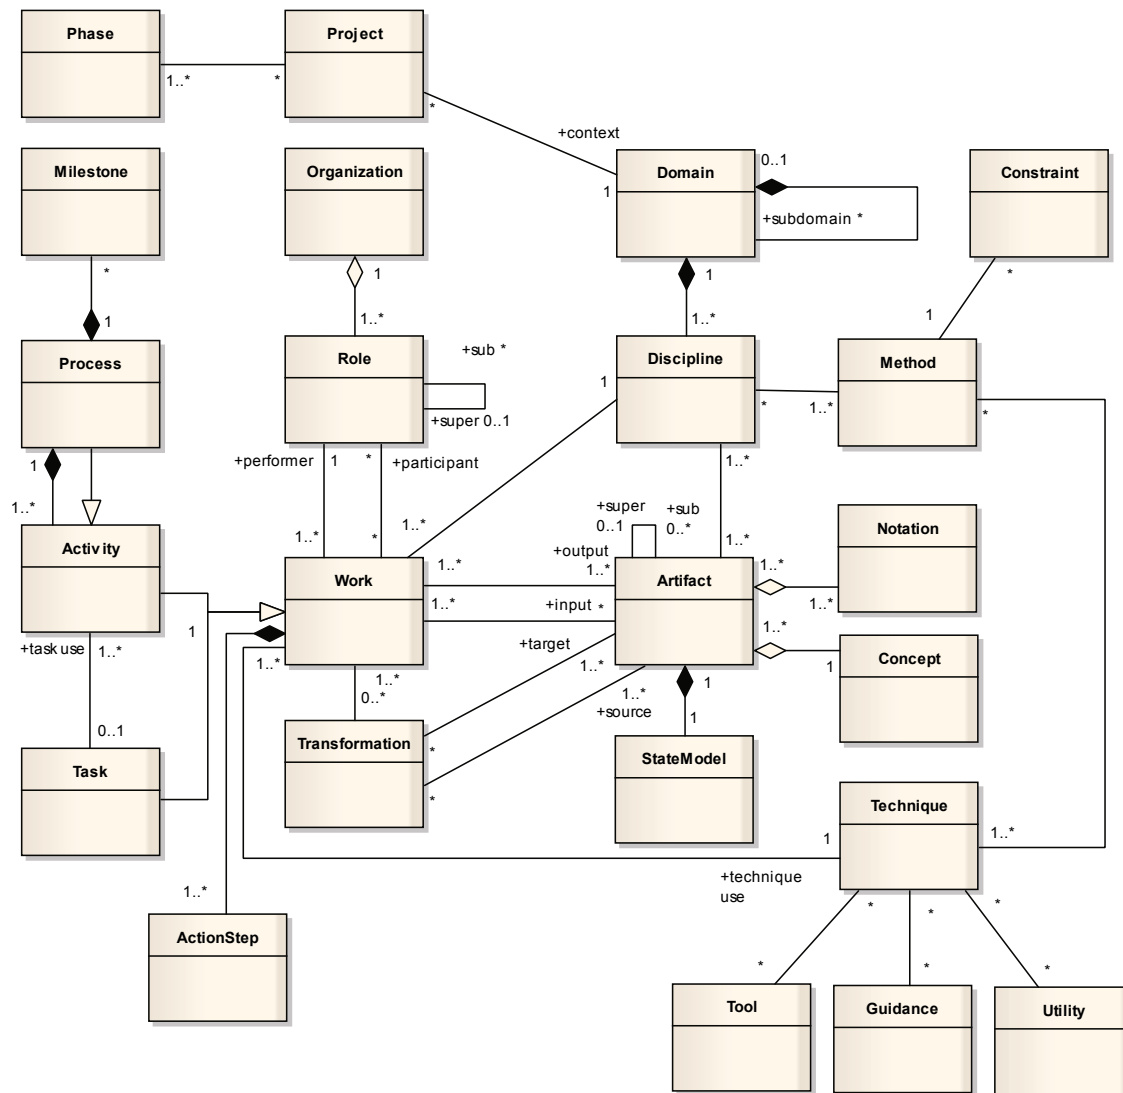 Phase
Project
1..*
*
*
+context
1
Milestone
Organization
Domain
0..1
+subdomain *
Constraint
*
1
*
1
1
1..*
1..*
1
Process
Role
+sub *
+super 0..1
Discipline
1
*
1..*
Method
*
1
1..*
+performer
1
*
+participant
1..*
*
1..*
1..*
+super
0..1
+sub
0..*
1..*
Activity
Work
Artifact
Notation
+output
1..*
1..*
1..*
1..*
1..*
+input *
+task use
1..*
1
1..*
+target
1..*
1..*
1
Concept
1..*
0..*
1..*
+source
1
1
0..1
Task
Transformation
*
*
StateModel
Technique
1
1..*
+technique
use
1..*
ActionStep
*
*
*
*
*
*
Tool
Guidance
Utility